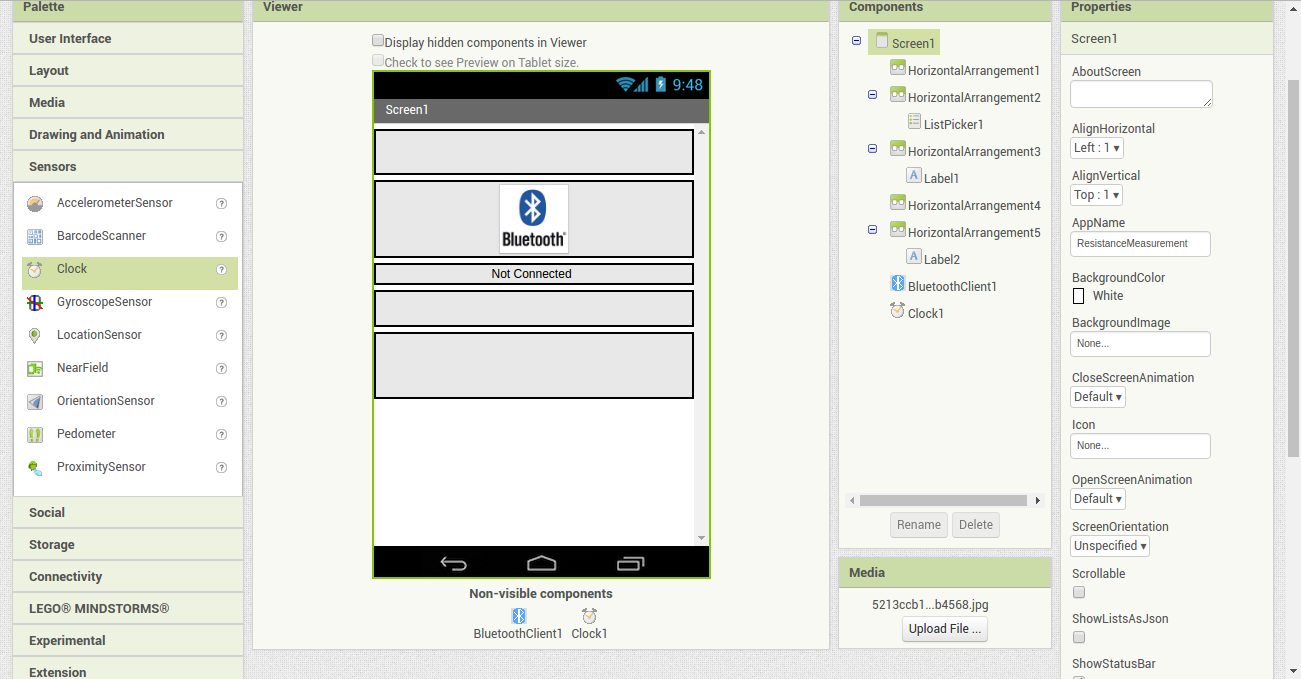 Palette
User Interface
Layout
Media
Drawing and Animation
Sensors
AccelerometerSensor ?
BarcodeScanner ?
Clock ?
GyroscopeSensor ?
LocationSensor ?
NearField ?
OrientationSensor ?
Pedometer ?
ProximitySensor ?
Social
Storage
Connectivity
LEGO® MINDSTORMS®
Experimental
Extension
Viewer
Display hidden components in Viewer
Check to see Preview on Tablet size.
9:48
Screen1
Bluetooth®
Not Connected
Non-visible components
BluetoothClient1 Clock1
Components
Screen1
HorizontalArrangement1
HorizontalArrangement2
ListPicker1
HorizontalArrangement3
A Label1
HorizontalArrangement4
HorizontalArrangement5
A Label2
BluetoothClient1
Clock1
Rename Delete
Media
5213ccb1...b4568.jpg
Upload File ...
Properties
Screen1
AboutScreen
AlignHorizontal
Left : 1
AlignVertical
Top : 1
AppName
ResistanceMeasurement
BackgroundColor
White
BackgroundImage
None...
CloseScreenAnimation
Default
Icon
None...
OpenScreenAnimation
Default
ScreenOrientation
Unspecified
Scrollable
ShowListsAsJson
ShowStatusBar